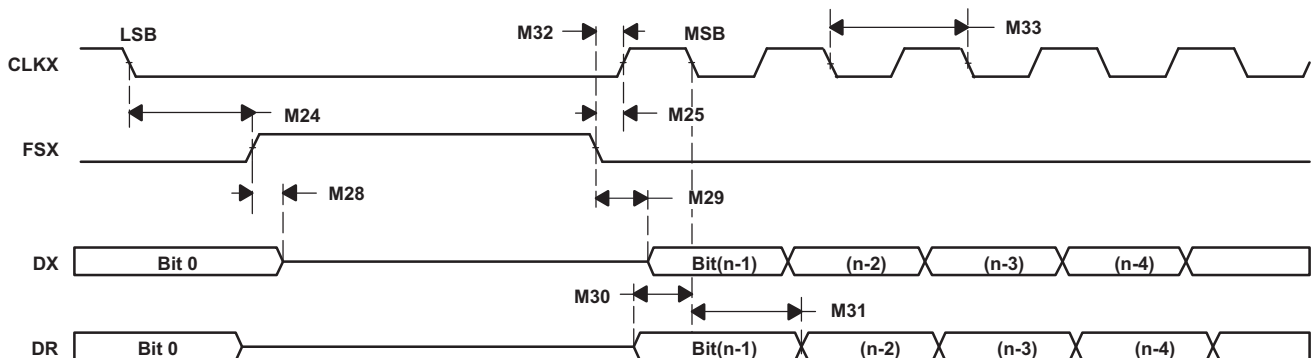 LSB
M32
MSB
M33
CLKX
M24
M25
FSX
M28
M29
DX
Bit 0
Bit(n-1)
(n-2)
(n-3)
(n-4)
M30
M31
DR
Bit 0
Bit(n-1)
(n-2)
(n-3)
(n-4)